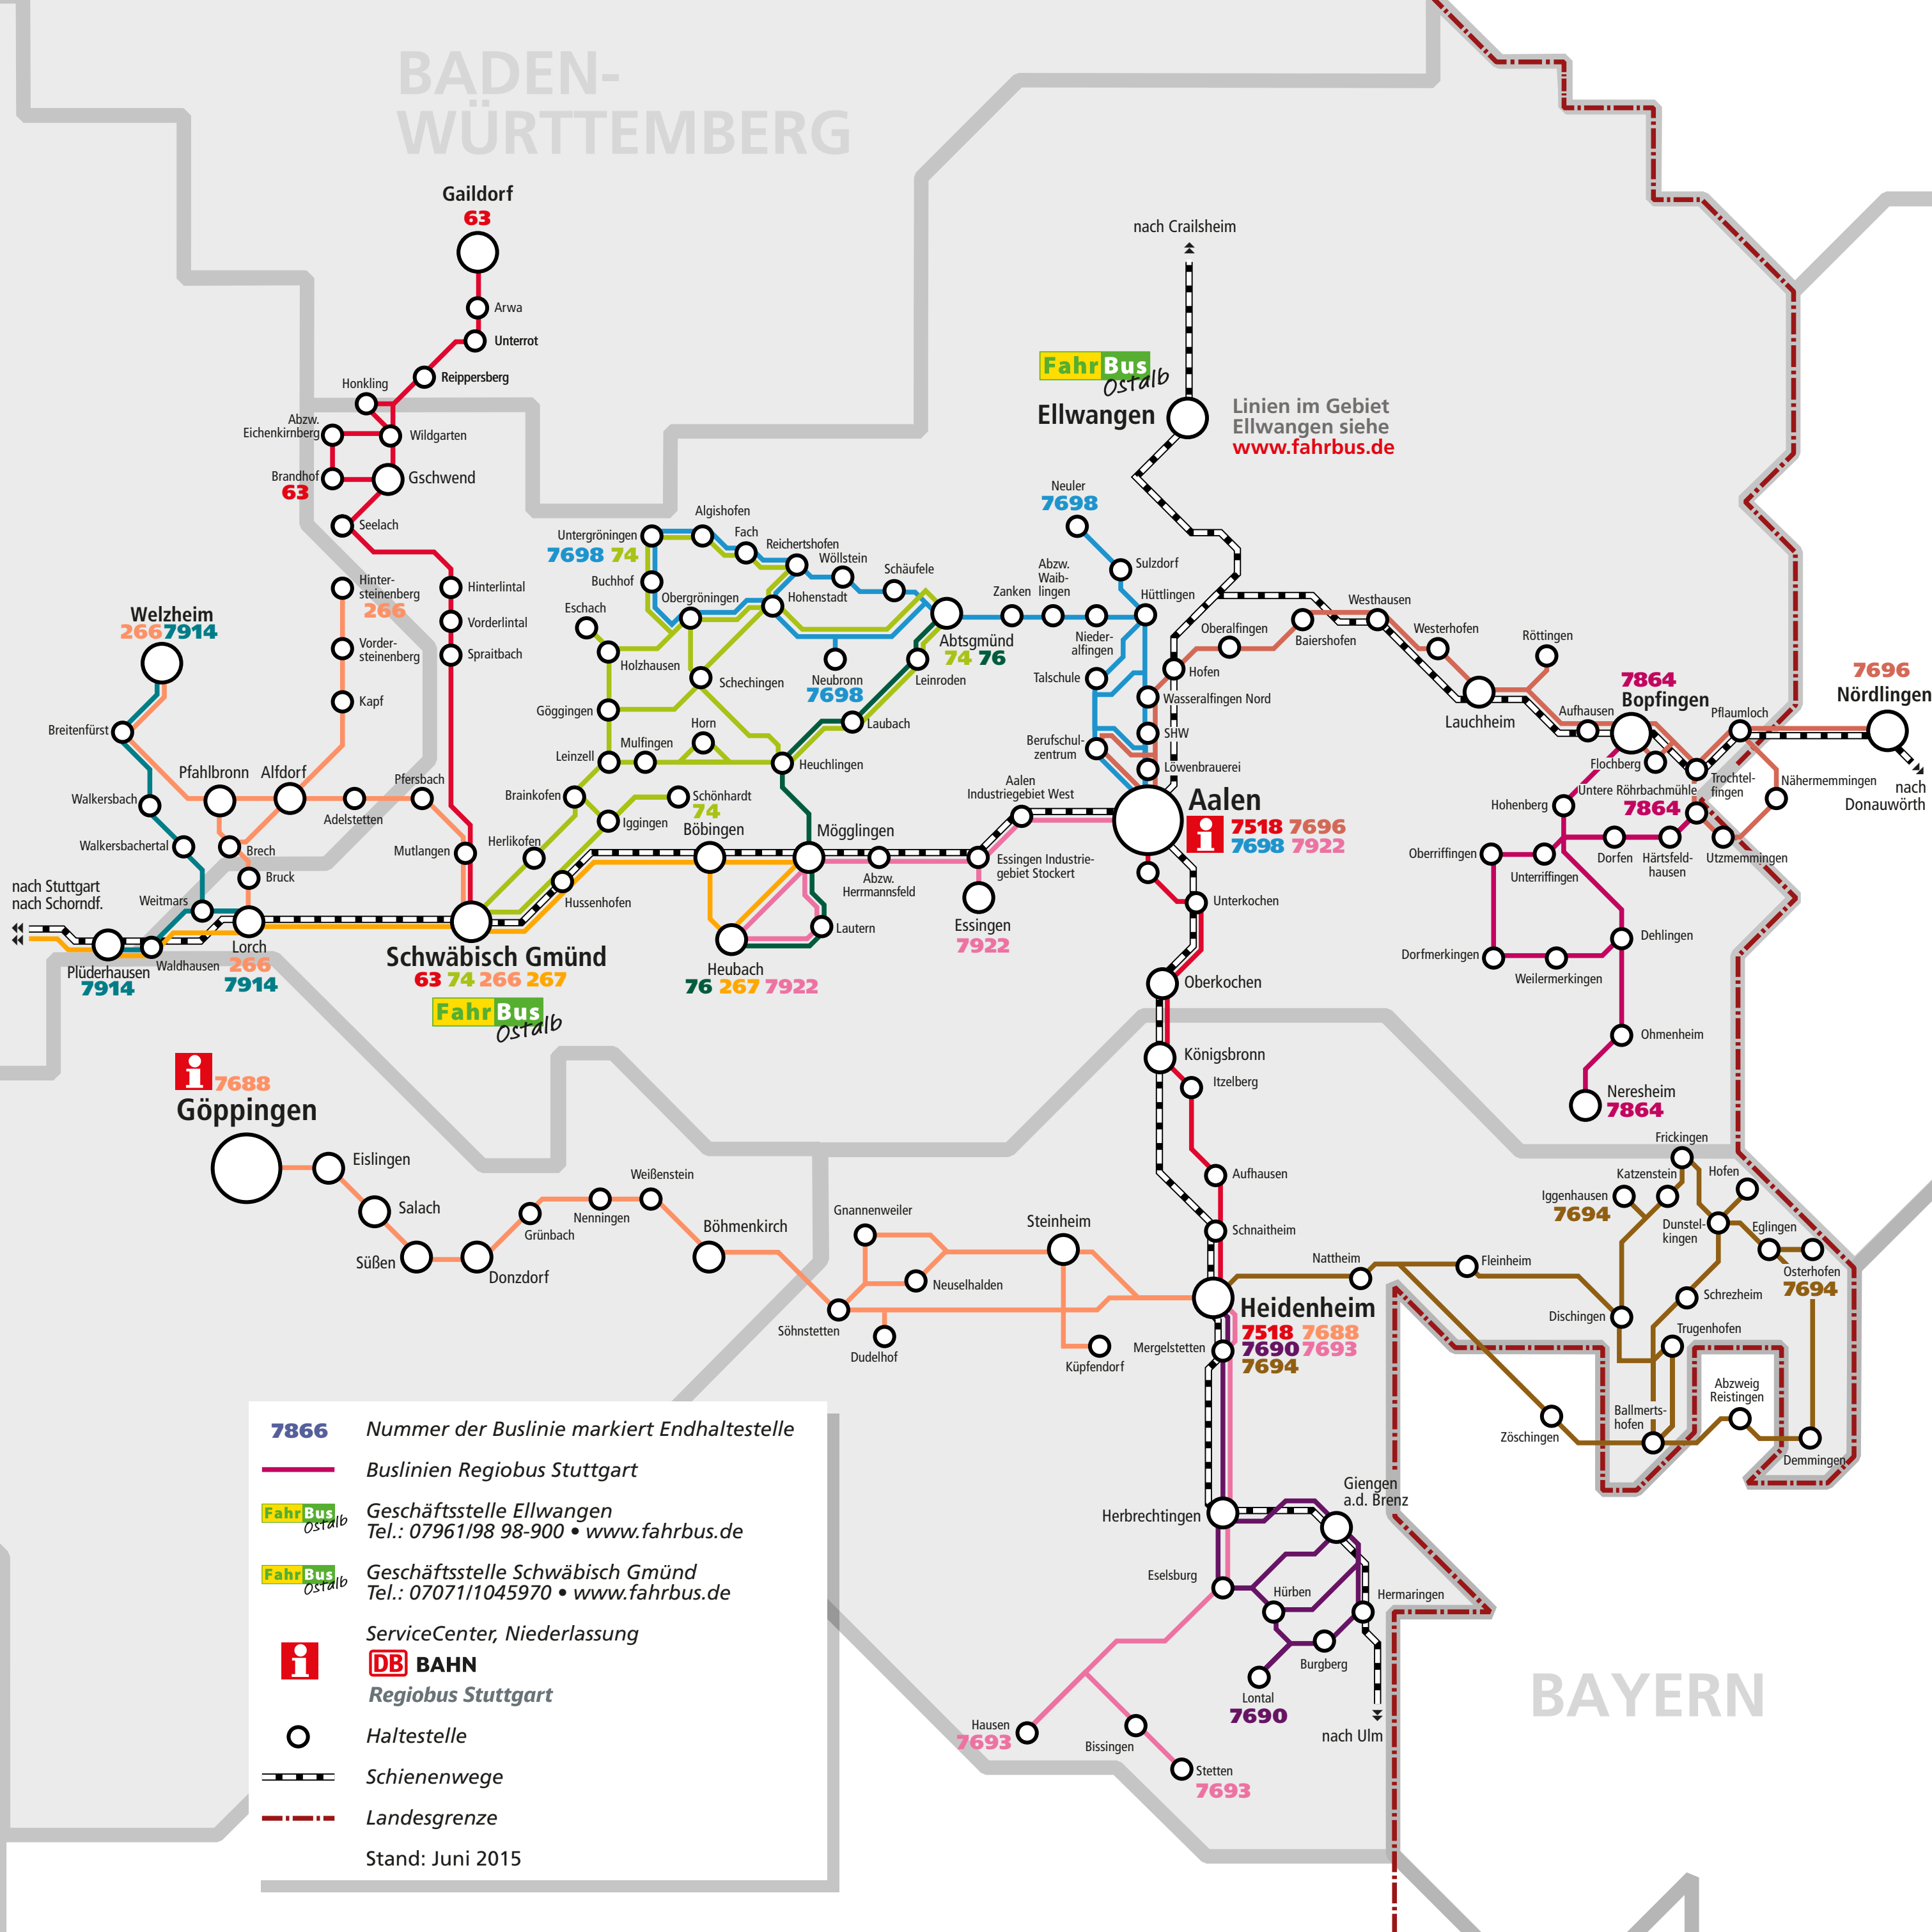 BADEN-
WÜRTTEMBERG
Gaildorf
63
Arwa
Unterrot
Reippersberg
Honkling
Abzw.
Eichenkirnberg
Wildgarten
Brandhof
63
Gschwend
Seelach
Hinterlintal
Vorderlintal
Spraitbach
Hinter-
steinenberg
266
Vorder-
steinenberg
Kapf
Welzheim
266 7914
Breitenfürst
Pfahlbronn
Alfdorf
Pfersbach
Adelstetten
Walkersbach
Walkersbachertal
Brech
Bruck
Mutlangen
Weitmars
nach Stuttgart
nach Schorndf.
Plüderhausen
7914
Waldhausen
Lorch
266
7914
Schwäbisch Gmünd
63 74 266 267
FahrBus
Ostalb
Untergröningen
7698 74
Algishofen
Fach
Reichertshofen
Wöllstein
Schäufele
Buchhof
Obergröningen
Hohenstadt
Eschach
Holzhausen
Schechingen
Neubronn
7698
Abtsgmünd
74 76
Leinroden
Laubach
Göggingen
Horn
Mulfingen
Leinzell
Heuchlingen
Brainkofen
Schönhardt
74
Iggingen
Herlikofen
Hussenhofen
Böbingen
Mögglingen
Abzw.
Herrmannsfeld
Lautern
Heubach
76 267 7922
Essingen Industrie-
gebiet Stockert
Essingen
7922
Aalen
Industriegebiet West
nach Crailsheim
FahrBus
Ostalb
Ellwangen
Linien im Gebiet
Ellwangen siehe
www.fahrbus.de
Neuler
7698
Sulzdorf
Zanken
Abzw.
Waib-
lingen
Nieder-
alfingen
Hüttlingen
Talschule
Berufschul-
zentrum
Hofen
Wasseralfingen Nord
SHW
Löwenbrauerei
Oberalfingen
Baiershofen
Westhausen
Westerhofen
Röttingen
Lauchheim
Aufhausen
7864
Bopfingen
Flochberg
Pflaumloch
7696
Nördlingen
Trochtel-
fingen
Nähermemmingen
nach
Donauwörth
Untere Röhrbachmühle
7864
Hohenberg
Oberriffingen
Unterriffingen
Dorfen
Härtsfeld-
hausen
Utzmemmingen
Dorfmerkingen
Weilermerkingen
Dehlingen
Ohmenheim
Neresheim
7864
Aalen
7518 7696
7698 7922
Unterkochen
Oberkochen
Königsbronn
Itzelberg
Aufhausen
Schnaitheim
7688
Göppingen
Eislingen
Salach
Süßen
Donzdorf
Grünbach
Nenningen
Weißenstein
Böhmenkirch
Söhnstetten
Gnannenweiler
Neuselhalden
Dudelhof
Steinheim
Küpfendorf
Heidenheim
7518 7688
7690 7693
7694
Mergelstetten
Nattheim
Fleinheim
Frickingen
Katzenstein
Hofen
Iggenhausen
7694
Dunstel-
kingen
Eglingen
Osterhofen
7694
Schrezheim
Dischingen
Trugenhofen
Zöschingen
Ballmerts-
hofen
Abzweig
Reistingen
Demmingen
Herbrechtingen
Giengen
a.d. Brenz
Eselsburg
Hürben
Hermaringen
Burgberg
Lontal
7690
nach Ulm
Hausen
7693
Bissingen
Stetten
7693
BAYERN
7866 Nummer der Buslinie markiert Endhaltestelle
Buslinien Regiobus Stuttgart
FahrBus Ostalb Geschäftsstelle Ellwangen
Tel.: 07961/98 98-900 • www.fahrbus.de
FahrBus Ostalb Geschäftsstelle Schwäbisch Gmünd
Tel.: 07071/1045970 • www.fahrbus.de
ServiceCenter, Niederlassung
DB BAHN
Regiobus Stuttgart
Haltestelle
Schienenwege
Landesgrenze
Stand: Juni 2015